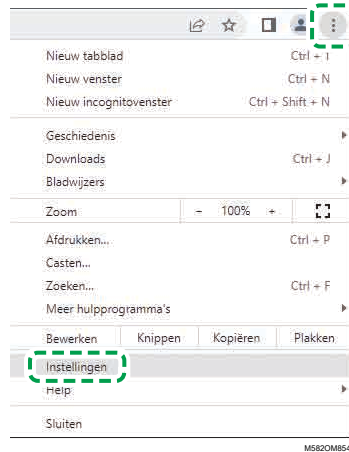 Nieuw tabblad Ctrl + T
Nieuw venster Ctrl + N
Nieuw incognitovenster Ctrl + Shift + N
Geschiedenis
Downloads Ctrl + J
Bladwijzers
Zoom - 100% +
Afdrukken... Ctrl + P
Casten...
Zoeken... Ctrl + F
Meer hulpprogramma's
Bewerken Knippen Kopiëren Plakken
Instellingen
Help
Sluiten
M582OM854